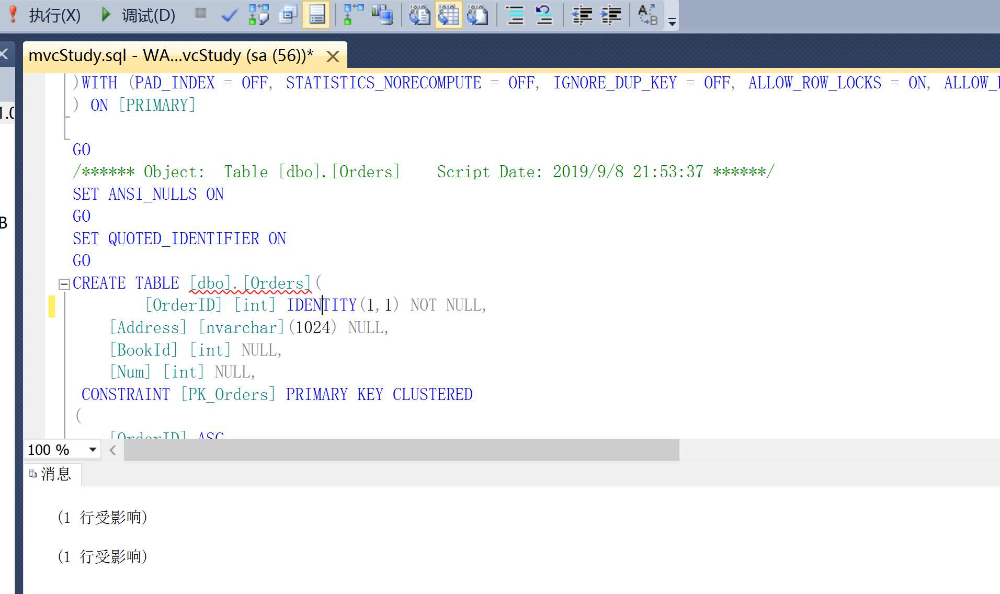 执行(X) 调试(D)
mvcStudy.sql - WA...vcStudy (sa (56))*
)WITH (PAD_INDEX = OFF, STATISTICS_NORECOMPUTE = OFF, IGNORE_DUP_KEY = OFF, ALLOW_ROW_LOCKS = ON, ALLOW_
) ON [PRIMARY]
1.0
GO
/****** Object:  Table [dbo].[Orders]    Script Date: 2019/9/8 21:53:37 ******/
SET ANSI_NULLS ON
GO
B
SET QUOTED_IDENTIFIER ON
GO
CREATE TABLE [dbo].[Orders](
[OrderID] [int] IDENTITY(1,1) NOT NULL,
[Address] [nvarchar](1024) NULL,
[BookId] [int] NULL,
[Num] [int] NULL,
CONSTRAINT [PK_Orders] PRIMARY KEY CLUSTERED
(
[OrderID] ASC
100 %
消息
(1 行受影响)
(1 行受影响)